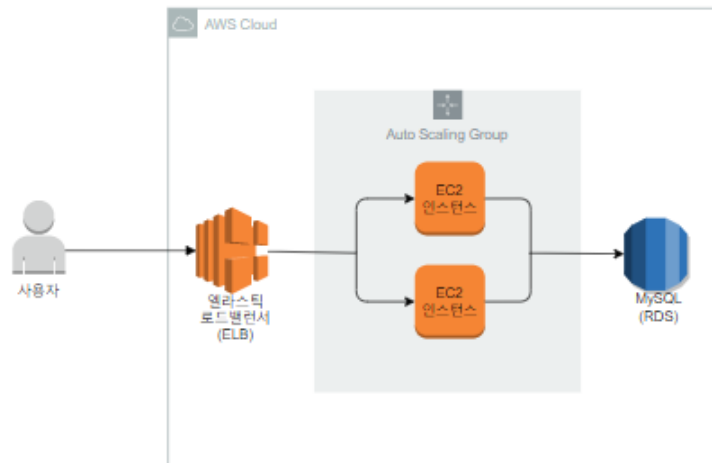 AWS Cloud
Auto Scaling Group
EC2
인스턴스
EC2
인스턴스
사용자
엘라스틱
로드밸런서
(ELB)
MySQL
(RDS)